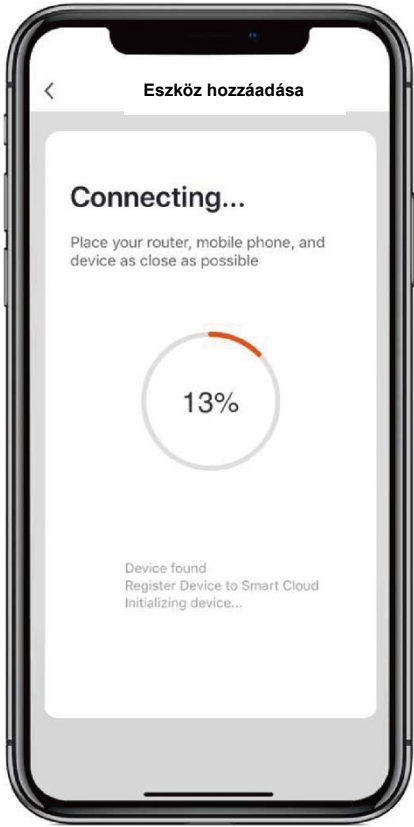 Eszköz hozzáadása
Connecting...
Place your router, mobile phone, and
device as close as possible
13%
Device found
Register Device to Smart Cloud
Initializing device...